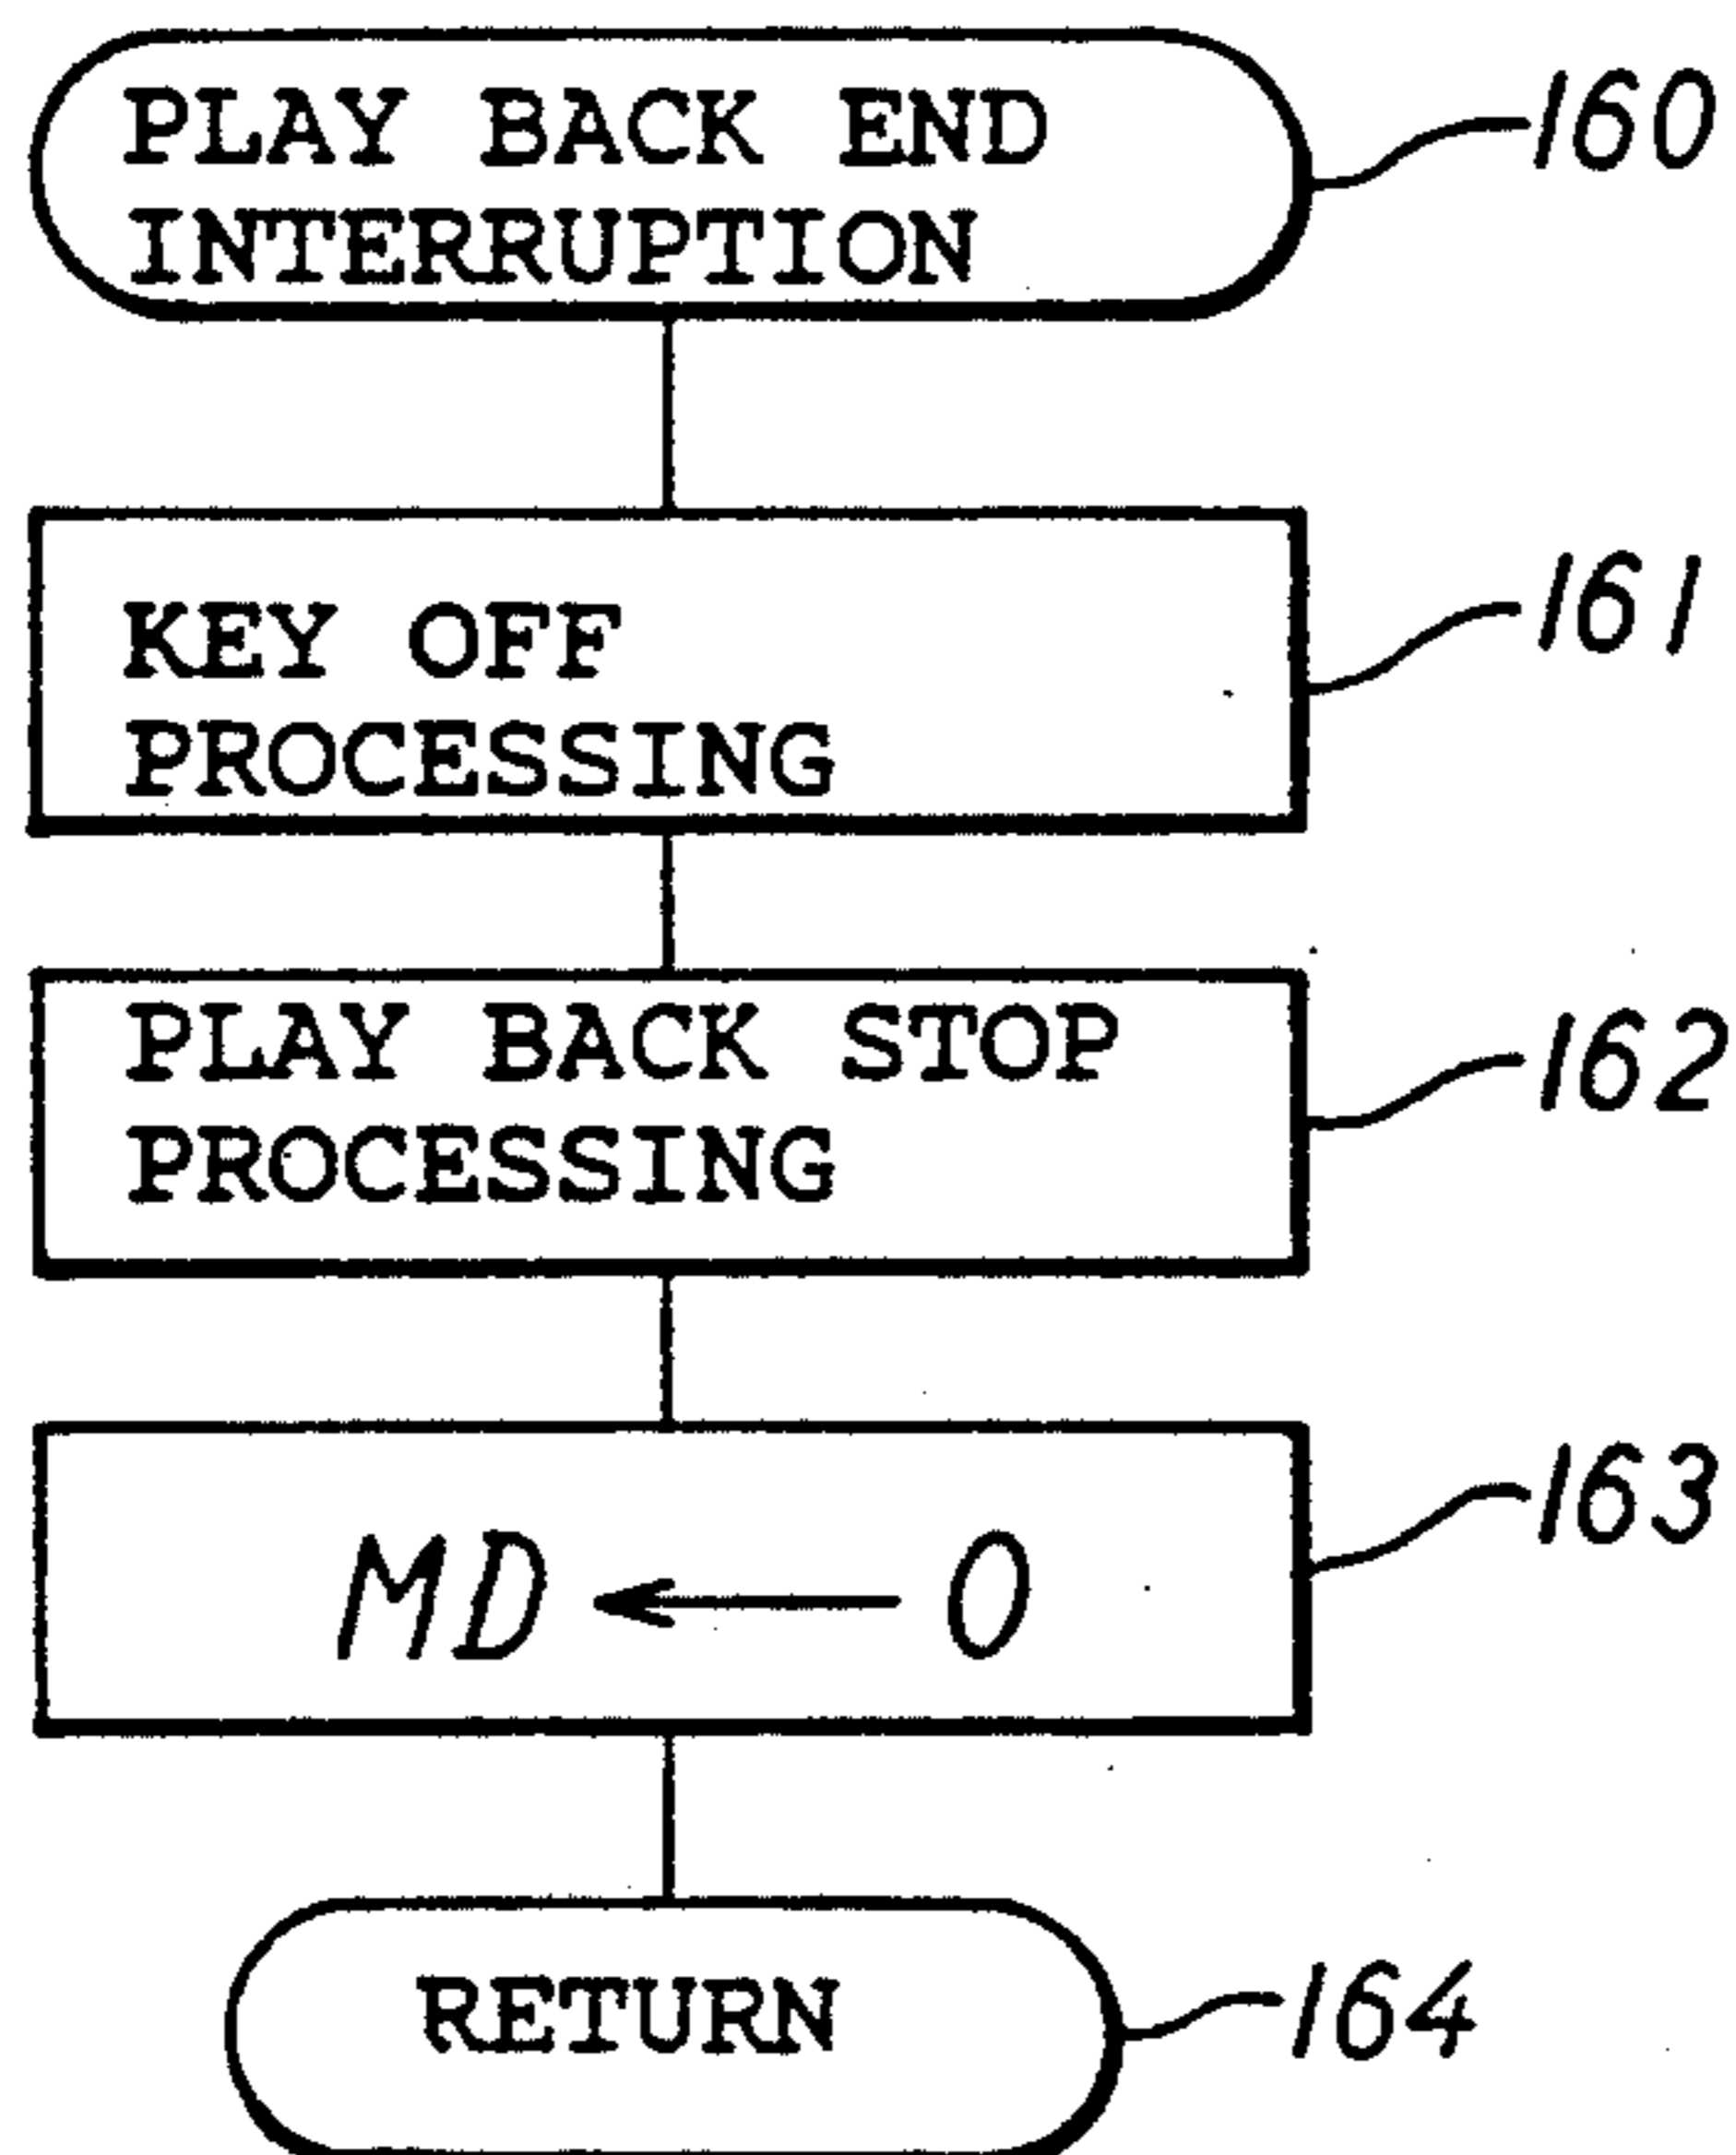 PLAY BACK END
INTERRUPTION
160
KEY OFF
PROCESSING
161
PLAY BACK STOP
PROCESSING
162
MD ← 0
163
RETURN
164